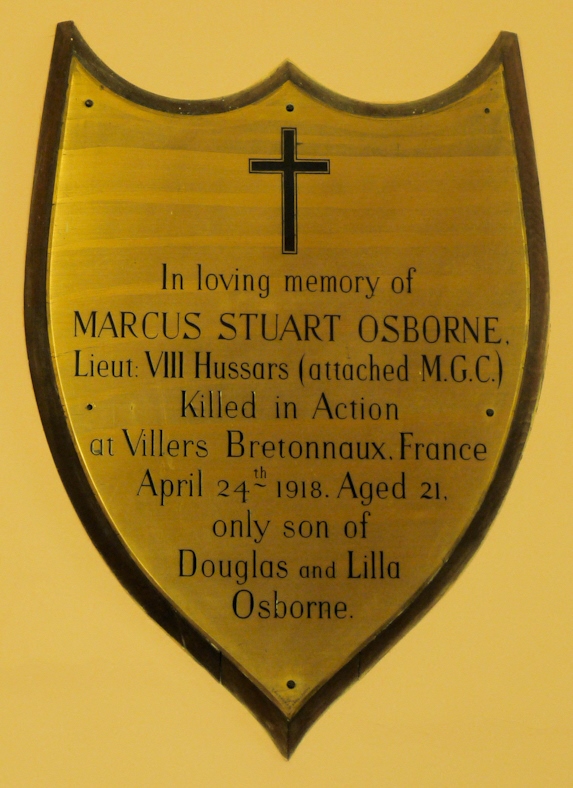 In loving memory of
MARCUS STUART OSBORNE.
Lieut: VIII Hussars (attached M.G.C.)
Killed in Action
at Villers Bretonnaux. France
April 24th 1918. Aged 21.
only son of
Douglas and Lilla
Osborne.